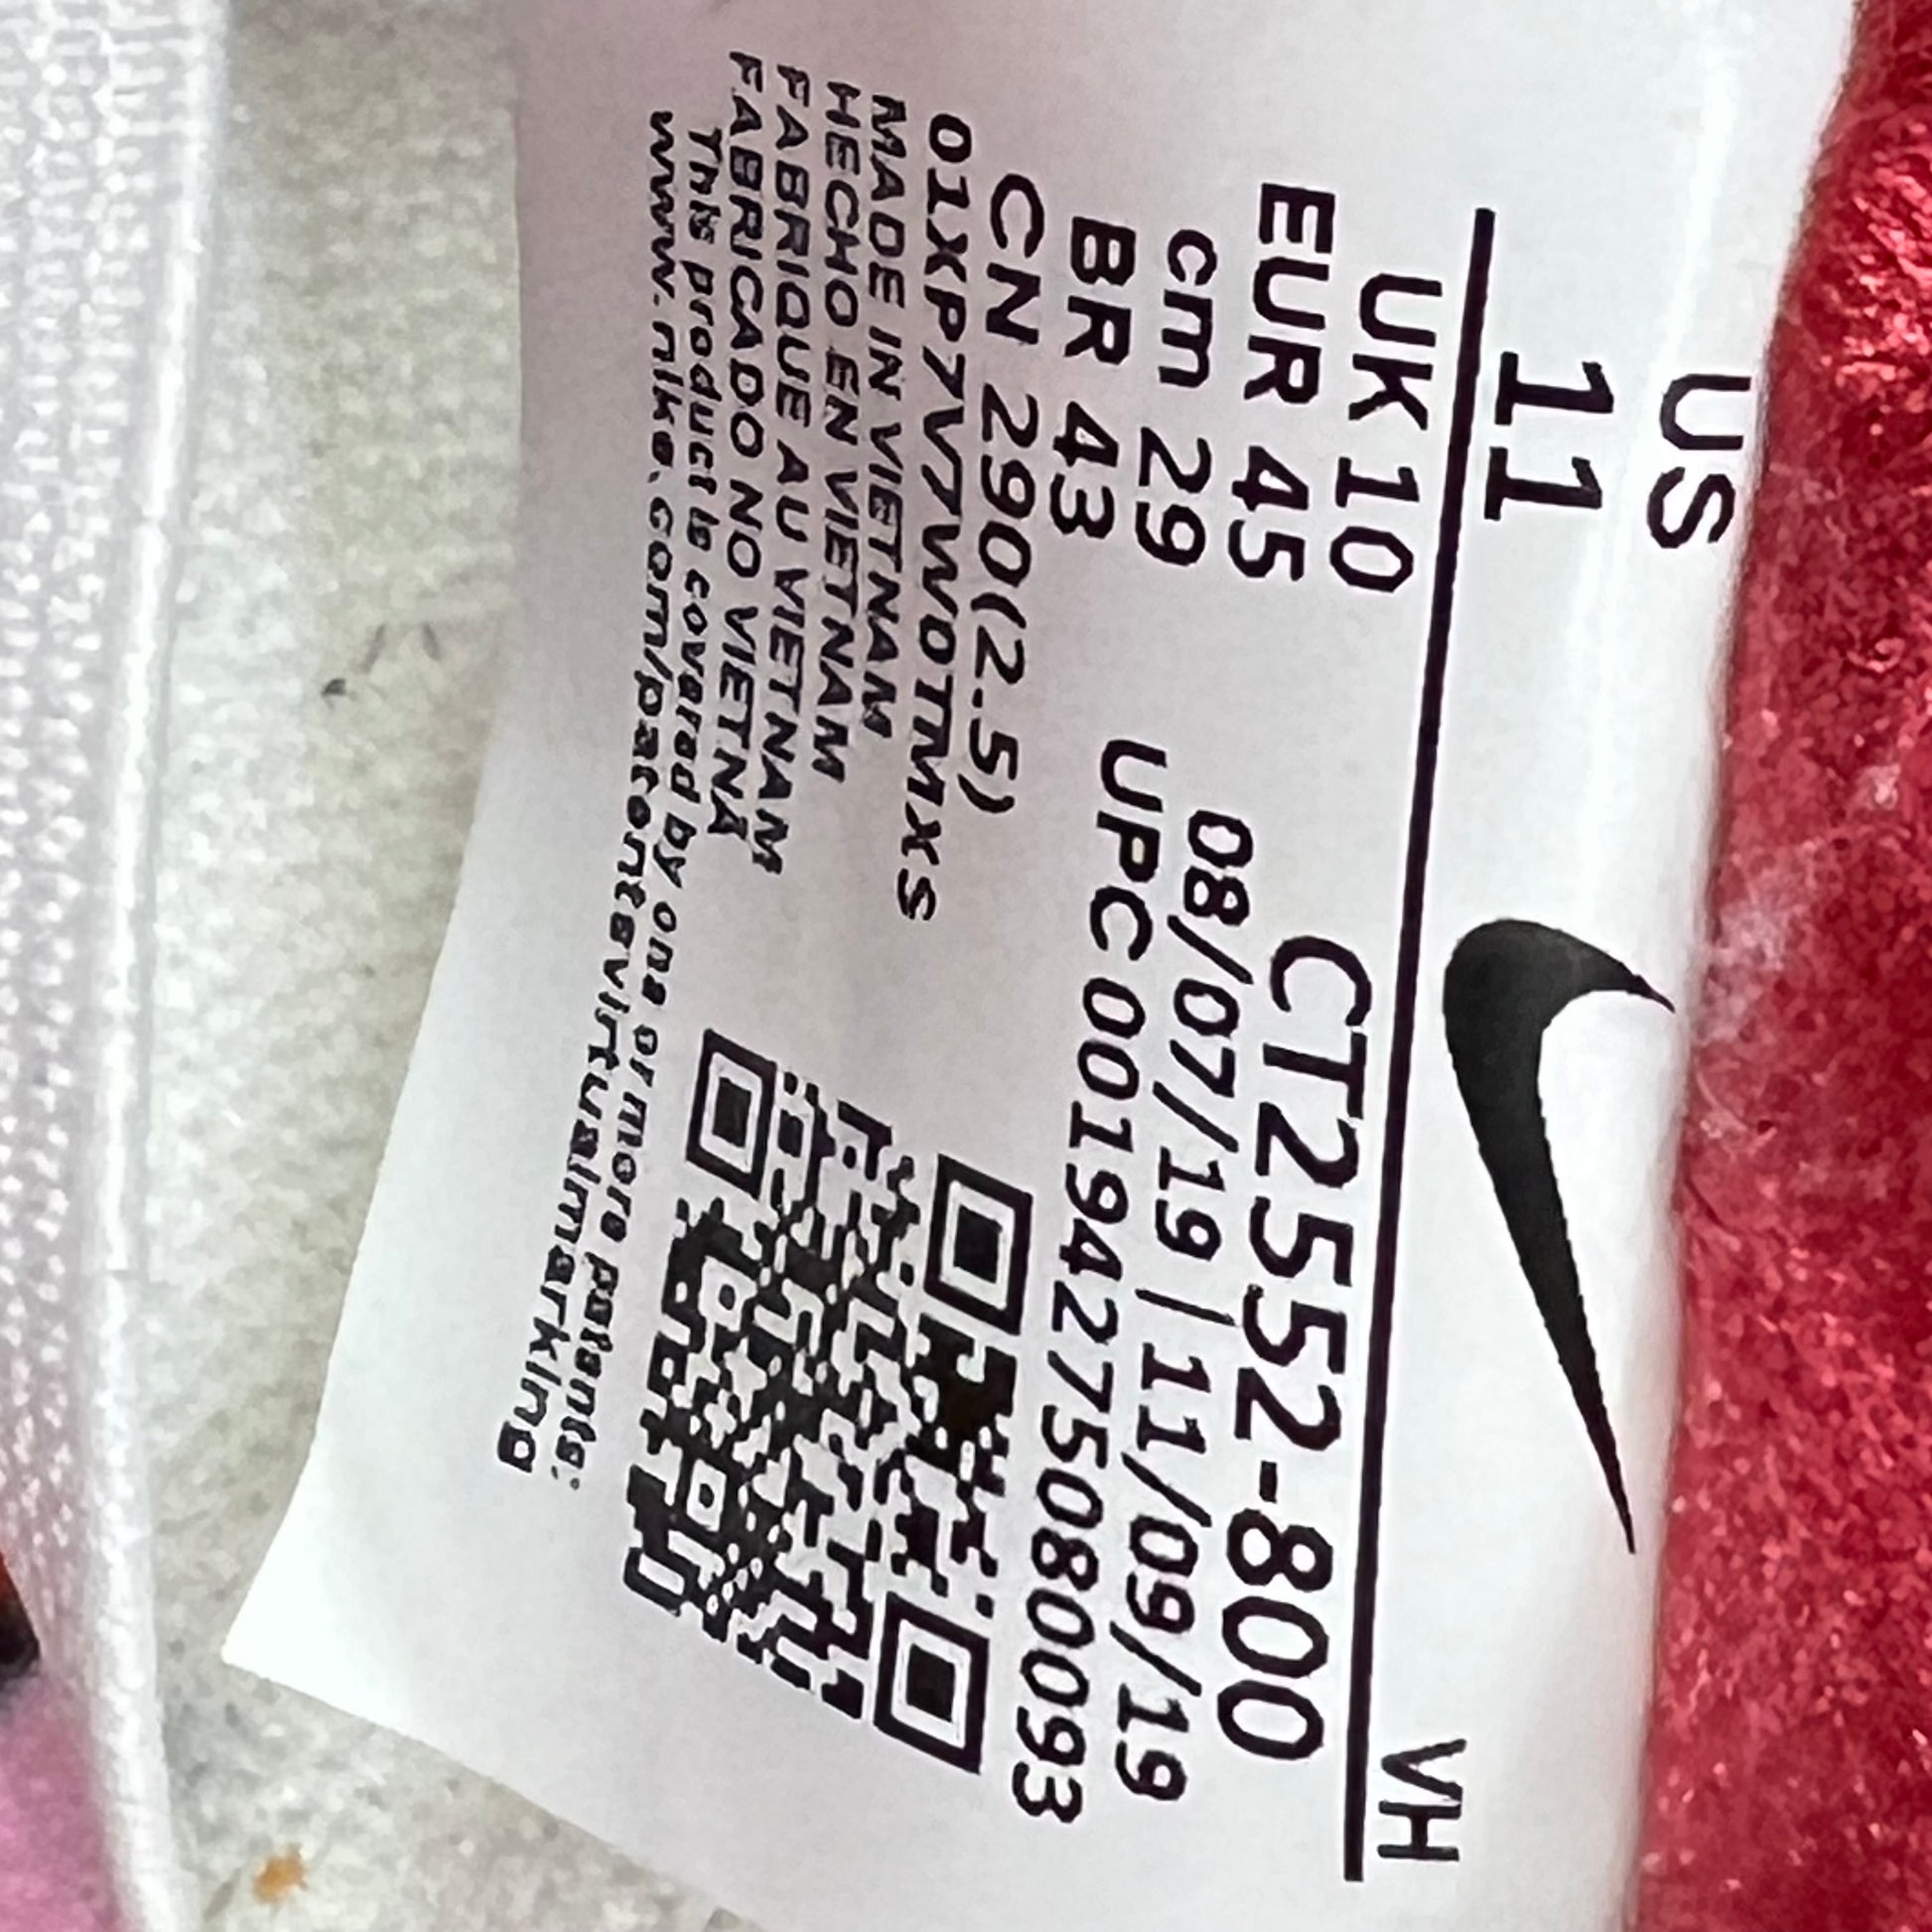 US
11
VH
UK 10
EUR 45
cm 29
BR 43
CN 290(2.5)
CT2552-800
08/07/19 | 11/09/19
UPC 00194275080093
01XP7V7W0TMXS
MADE IN VIETNAM
HECHO EN VIETNAM
FABRIQUE AU VIETNAM
FABRICADO NO VIETNÃ
This product is covered by one or more patents:
www.nike.com/patentsvirtualmarking